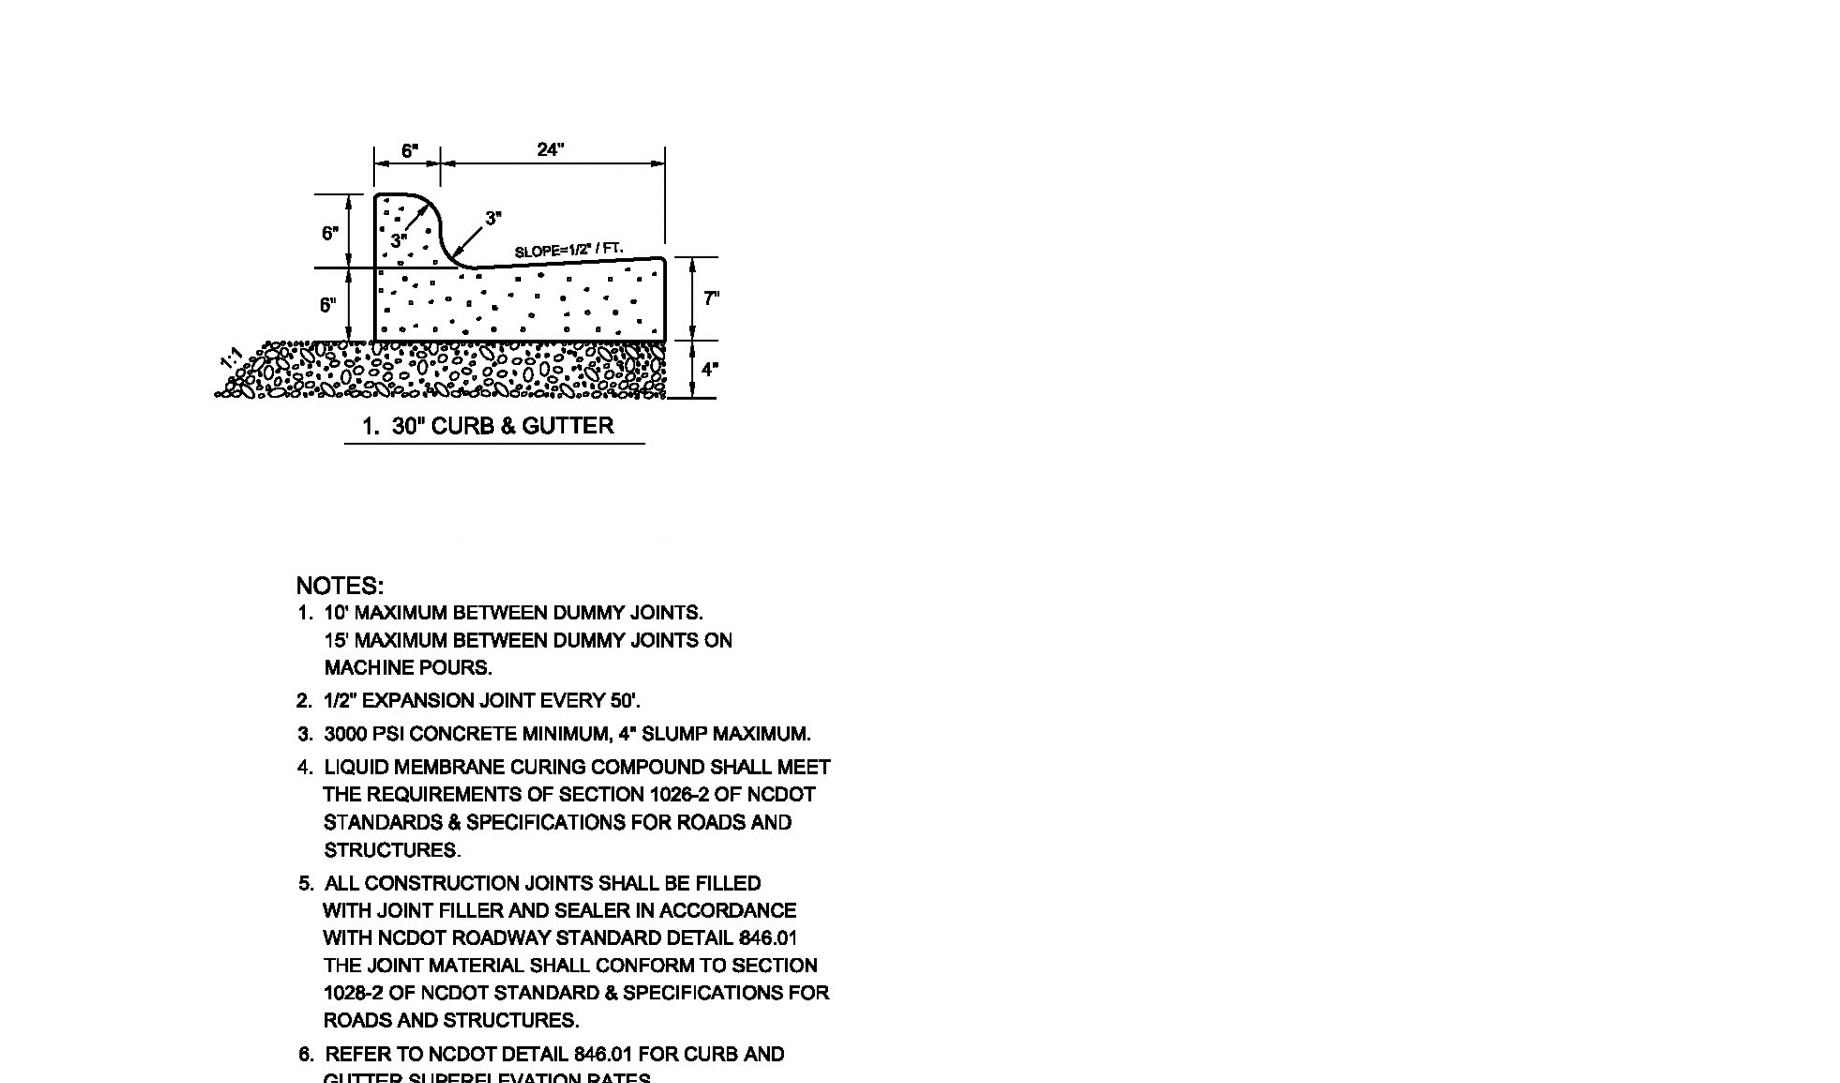 6" 24"
6" 3" 3" SLOPE=1/2" / FT.
6" 7"
1:1 4"
1. 30" CURB & GUTTER
NOTES:
1. 10' MAXIMUM BETWEEN DUMMY JOINTS.
15' MAXIMUM BETWEEN DUMMY JOINTS ON
MACHINE POURS.
2. 1/2" EXPANSION JOINT EVERY 50'.
3. 3000 PSI CONCRETE MINIMUM, 4" SLUMP MAXIMUM.
4. LIQUID MEMBRANE CURING COMPOUND SHALL MEET
THE REQUIREMENTS OF SECTION 1026-2 OF NCDOT
STANDARDS & SPECIFICATIONS FOR ROADS AND
STRUCTURES.
5. ALL CONSTRUCTION JOINTS SHALL BE FILLED
WITH JOINT FILLER AND SEALER IN ACCORDANCE
WITH NCDOT ROADWAY STANDARD DETAIL 846.01
THE JOINT MATERIAL SHALL CONFORM TO SECTION
1028-2 OF NCDOT STANDARD & SPECIFICATIONS FOR
ROADS AND STRUCTURES.
6. REFER TO NCDOT DETAIL 846.01 FOR CURB AND
GUTTER SUPERELEVATION RATES